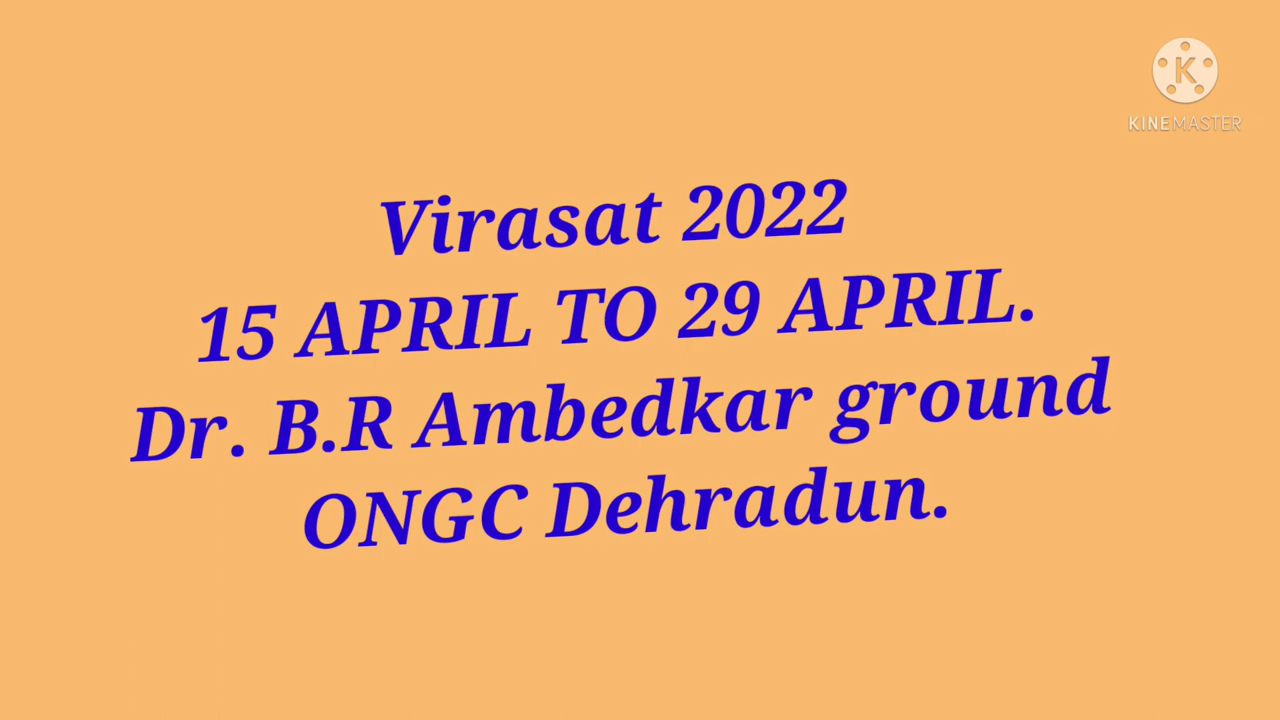 KINEMASTER
Virasat 2022
15 APRIL TO 29 APRIL.
Dr. B.R Ambedkar ground
ONGC Dehradun.